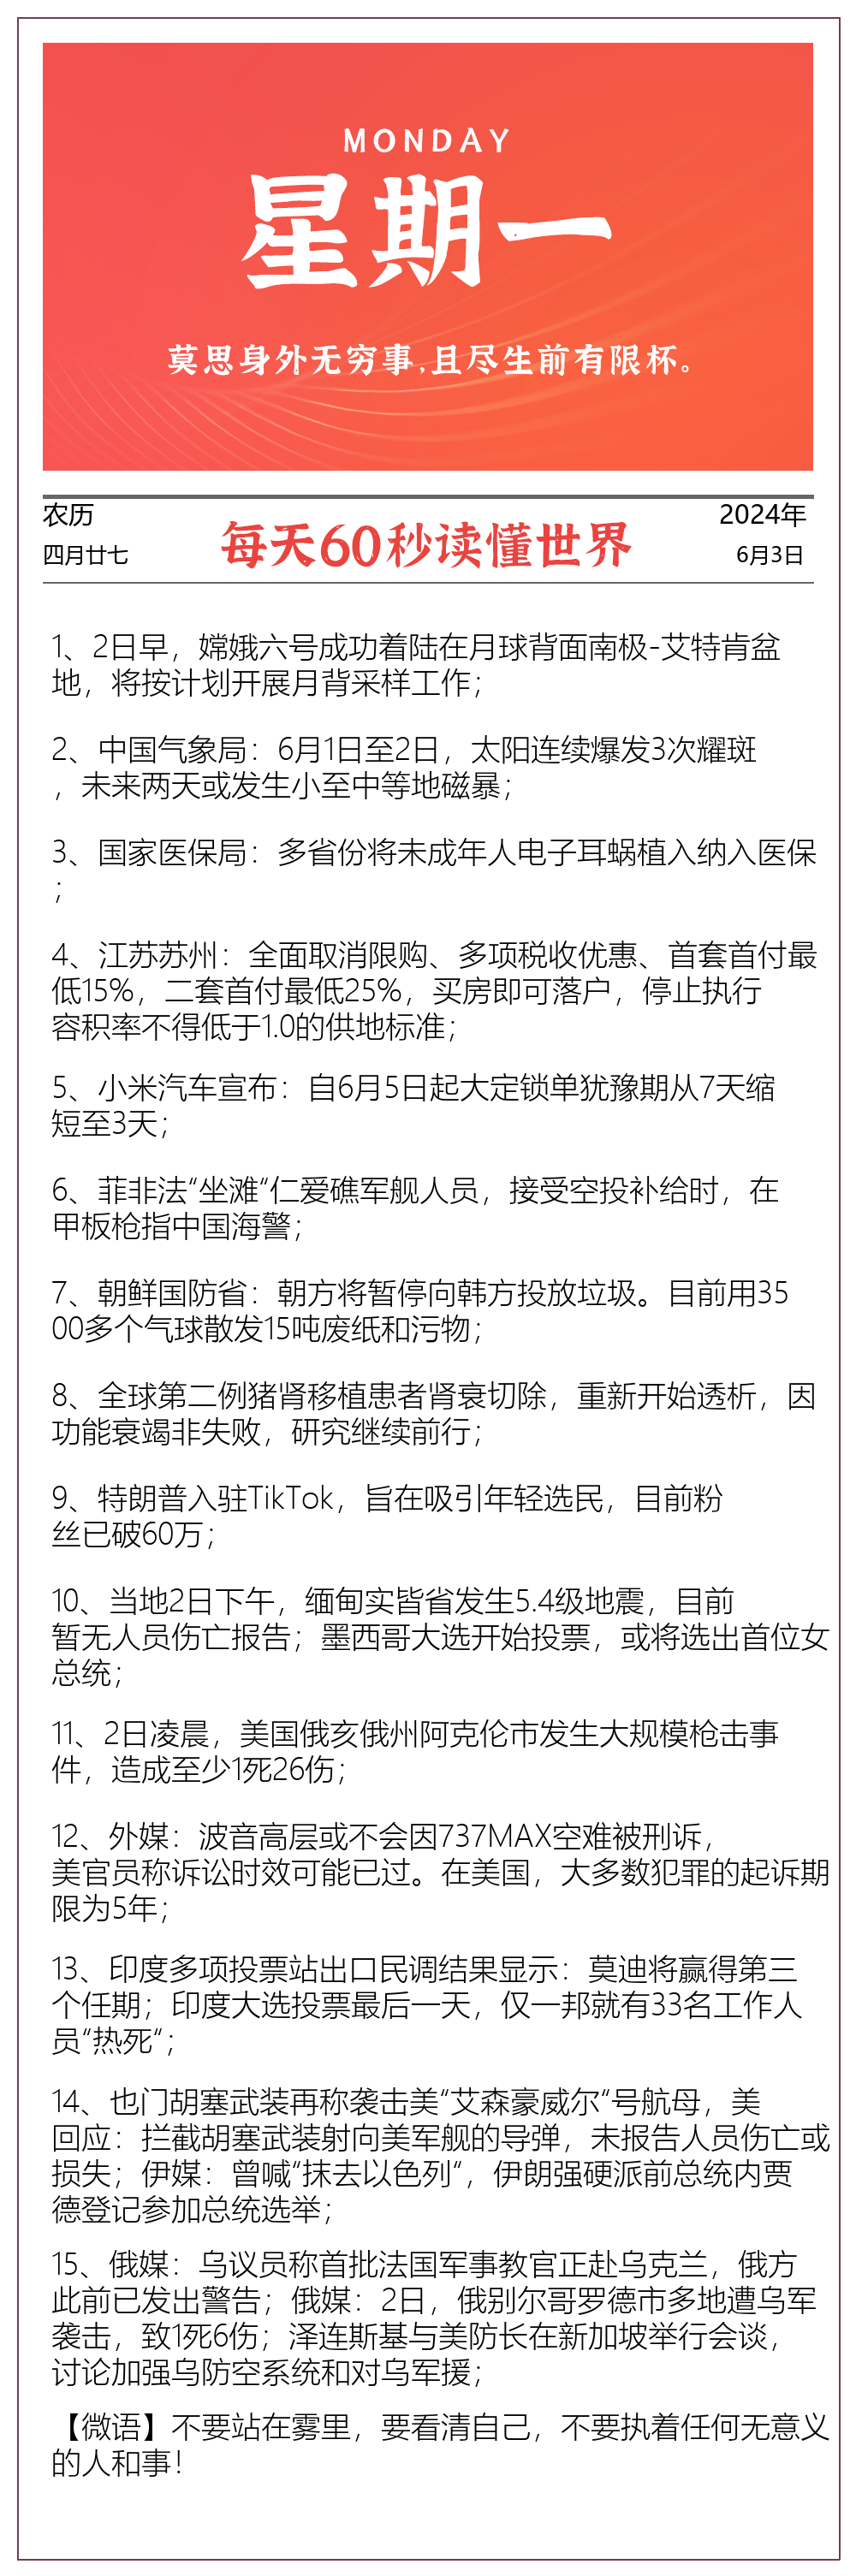 MONDAY
星期一
莫思身外无穷事,且尽生前有限杯。
农历
四月廿七
每天60秒读懂世界
2024年
6月3日
1、2日早，嫦娥六号成功着陆在月球背面南极-艾特肯盆
地，将按计划开展月背采样工作；
2、中国气象局：6月1日至2日，太阳连续爆发3次耀斑
，未来两天或发生小至中等地磁暴；
3、国家医保局：多省份将未成年人电子耳蜗植入纳入医保
；
4、江苏苏州：全面取消限购、多项税收优惠、首套首付最
低15%，二套首付最低25%，买房即可落户，停止执行
容积率不得低于1.0的供地标准；
5、小米汽车宣布：自6月5日起大定锁单犹豫期从7天缩
短至3天；
6、菲非法“坐滩“仁爱礁军舰人员，接受空投补给时，在
甲板枪指中国海警；
7、朝鲜国防省：朝方将暂停向韩方投放垃圾。目前用35
00多个气球散发15吨废纸和污物；
8、全球第二例猪肾移植患者肾衰切除，重新开始透析，因
功能衰竭非失败，研究继续前行；
9、特朗普入驻TikTok，旨在吸引年轻选民，目前粉
丝已破60万；
10、当地2日下午，缅甸实皆省发生5.4级地震，目前
暂无人员伤亡报告；墨西哥大选开始投票，或将选出首位女
总统；
11、2日凌晨，美国俄亥俄州阿克伦市发生大规模枪击事
件，造成至少1死26伤；
12、外媒：波音高层或不会因737MAX空难被刑诉，
美官员称诉讼时效可能已过。在美国，大多数犯罪的起诉期
限为5年；
13、印度多项投票站出口民调结果显示：莫迪将赢得第三
个任期；印度大选投票最后一天，仅一邦就有33名工作人
员“热死“；
14、也门胡塞武装再称袭击美“艾森豪威尔“号航母，美
回应：拦截胡塞武装射向美军舰的导弹，未报告人员伤亡或
损失；伊媒：曾喊“抹去以色列“，伊朗强硬派前总统内贾
德登记参加总统选举；
15、俄媒：乌议员称首批法国军事教官正赴乌克兰，俄方
此前已发出警告；俄媒：2日，俄别尔哥罗德市多地遭乌军
袭击，致1死6伤；泽连斯基与美防长在新加坡举行会谈，
讨论加强乌防空系统和对乌军援；
【微语】不要站在雾里，要看清自己，不要执着任何无意义
的人和事！